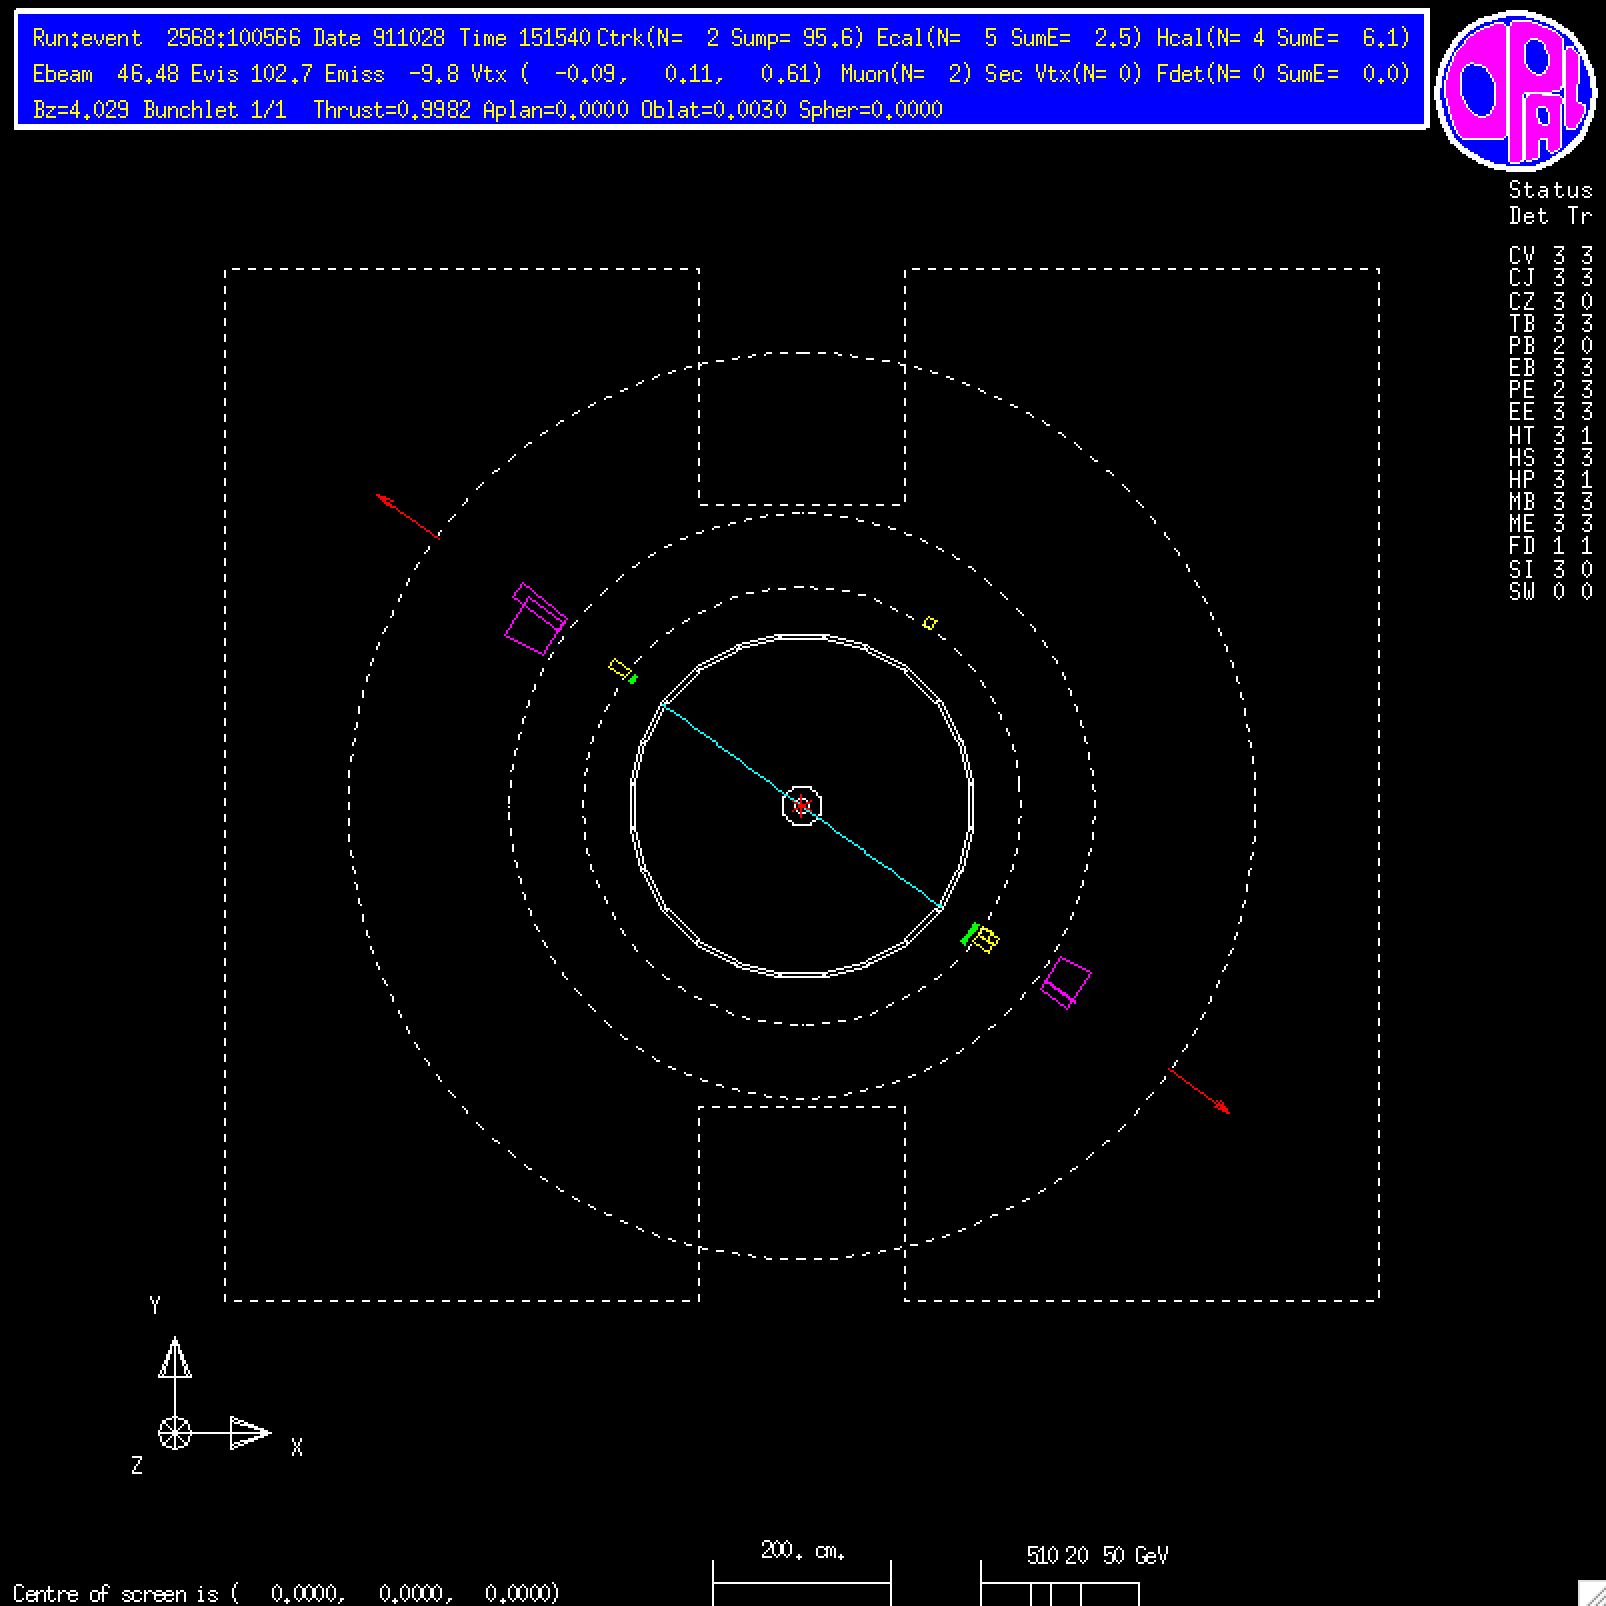 Run:event 2568:100566 Date 911028 Time 151540 Ctrk(N= 2 Sump= 95.6) Ecal(N= 5 SumE= 2.5) Hcal(N= 4 SumE= 6.1)
Ebeam 46.48 Evis 102.7 Emiss -9.8 Vtx ( -0.09, 0.11, 0.61) Muon(N= 2) Sec Vtx(N= 0) Fdet(N= 0 SumE= 0.0)
Bz=4.029 Bunchlet 1/1 Thrust=0.9982 Aplan=0.0000 Oblat=0.0030 Spher=0.0000
OPAL
Status
Det Tr
CV 3 3
CJ 3 3
CZ 3 0
TB 3 3
PB 2 0
EB 3 3
PE 2 3
EE 3 3
HT 3 1
HS 3 3
HP 3 1
MB 3 3
ME 3 3
FD 1 1
SI 3 0
SW 0 0
Y
X
Z
200. cm.
5 10 20 50 GeV
Centre of screen is ( 0.0000, 0.0000, 0.0000)